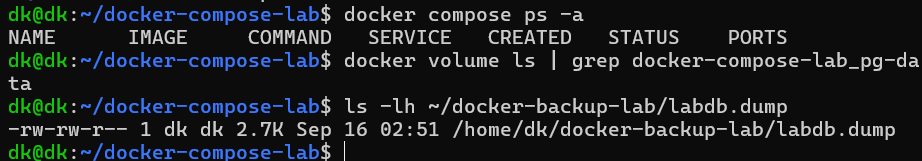 dk@dk:~/docker-compose-lab$ docker compose ps -a
NAME      IMAGE     COMMAND   SERVICE   CREATED   STATUS    PORTS
dk@dk:~/docker-compose-lab$ docker volume ls | grep docker-compose-lab_pg-da
ta
dk@dk:~/docker-compose-lab$ ls -lh ~/docker-backup-lab/labdb.dump
-rw-rw-r-- 1 dk dk 2.7K Sep 16 02:51 /home/dk/docker-backup-lab/labdb.dump
dk@dk:~/docker-compose-lab$